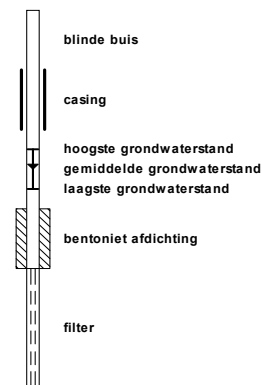 blinde buis
casing
hoogste grondwaterstand
gemiddelde grondwaterstand
laagste grondwaterstand
bentoniet afdichting
filter